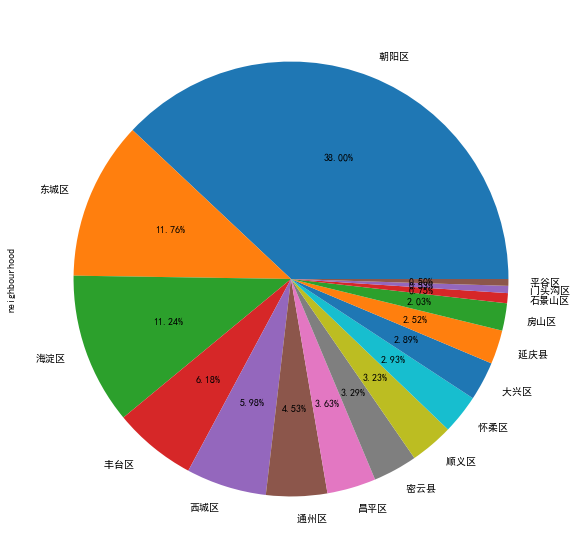 朝阳区
38.00%
东城区
11.76%
海淀区
11.24%
丰台区
6.18%
西城区
5.98%
通州区
4.53%
昌平区
3.63%
密云县
3.29%
顺义区
3.23%
怀柔区
2.93%
大兴区
2.89%
延庆县
2.52%
房山区
2.03%
石景山区
0.75%
门头沟区
平谷区
neighbourhood